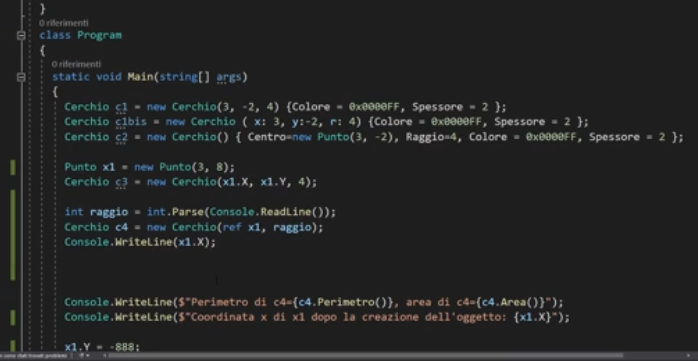 }
0 riferimenti
class Program
{
0 riferimenti
static void Main(string[] args)
{
Cerchio c1 = new Cerchio(3, -2, 4) {Colore = 0x0000FF, Spessore = 2 };
Cerchio c1bis = new Cerchio ( x: 3, y:-2, r: 4) {Colore = 0x0000FF, Spessore = 2 };
Cerchio c2 = new Cerchio() { Centro=new Punto(3, -2), Raggio=4, Colore = 0x0000FF, Spessore = 2 };
Punto x1 = new Punto(3, 8);
Cerchio c3 = new Cerchio(x1.X, x1.Y, 4);
int raggio = int.Parse(Console.ReadLine());
Cerchio c4 = new Cerchio(ref x1, raggio);
Console.WriteLine(x1.X);
Console.WriteLine($"Perimetro di c4={c4.Perimetro()}, area di c4={c4.Area()}");
Console.WriteLine($"Coordinata x di x1 dopo la creazione dell'oggetto: {x1.X}");
x1.Y = -888;